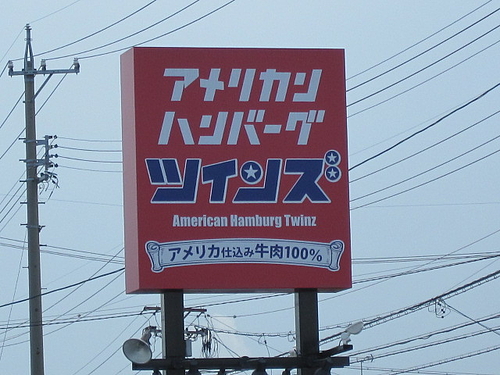 アメリカン
ハンバーグ
ツインズ
American Hamburg Twinz
アメリカ仕込み牛肉100%